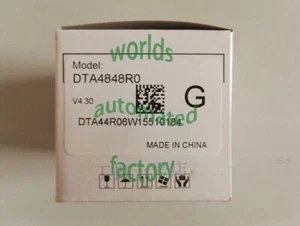 worlds
Model:
DTA4848R0
V4.30
automated
G
DTA44R06W15510184
MADE IN CHINA
factory